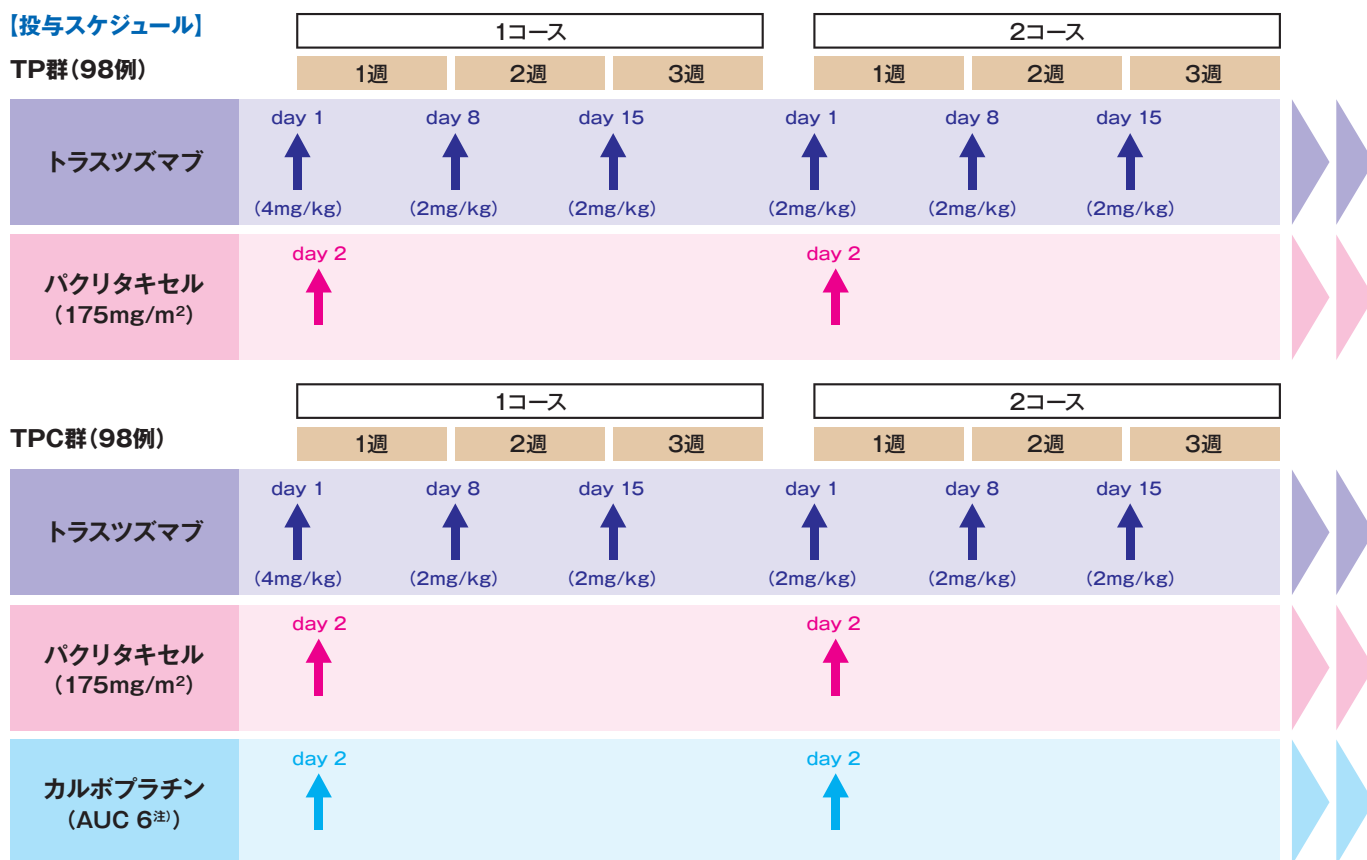 【投与スケジュール】
1コース 2コース
TP群(98例)
1週 2週 3週 1週 2週 3週
トラスツズマブ
day 1 day 8 day 15 day 1 day 8 day 15
(4mg/kg) (2mg/kg) (2mg/kg) (2mg/kg) (2mg/kg) (2mg/kg)
パクリタキセル
(175mg/m²)
day 2 day 2
1コース 2コース
TPC群(98例)
1週 2週 3週 1週 2週 3週
トラスツズマブ
day 1 day 8 day 15 day 1 day 8 day 15
(4mg/kg) (2mg/kg) (2mg/kg) (2mg/kg) (2mg/kg) (2mg/kg)
パクリタキセル
(175mg/m²)
day 2 day 2
カルボプラチン
(AUC 6注))
day 2 day 2